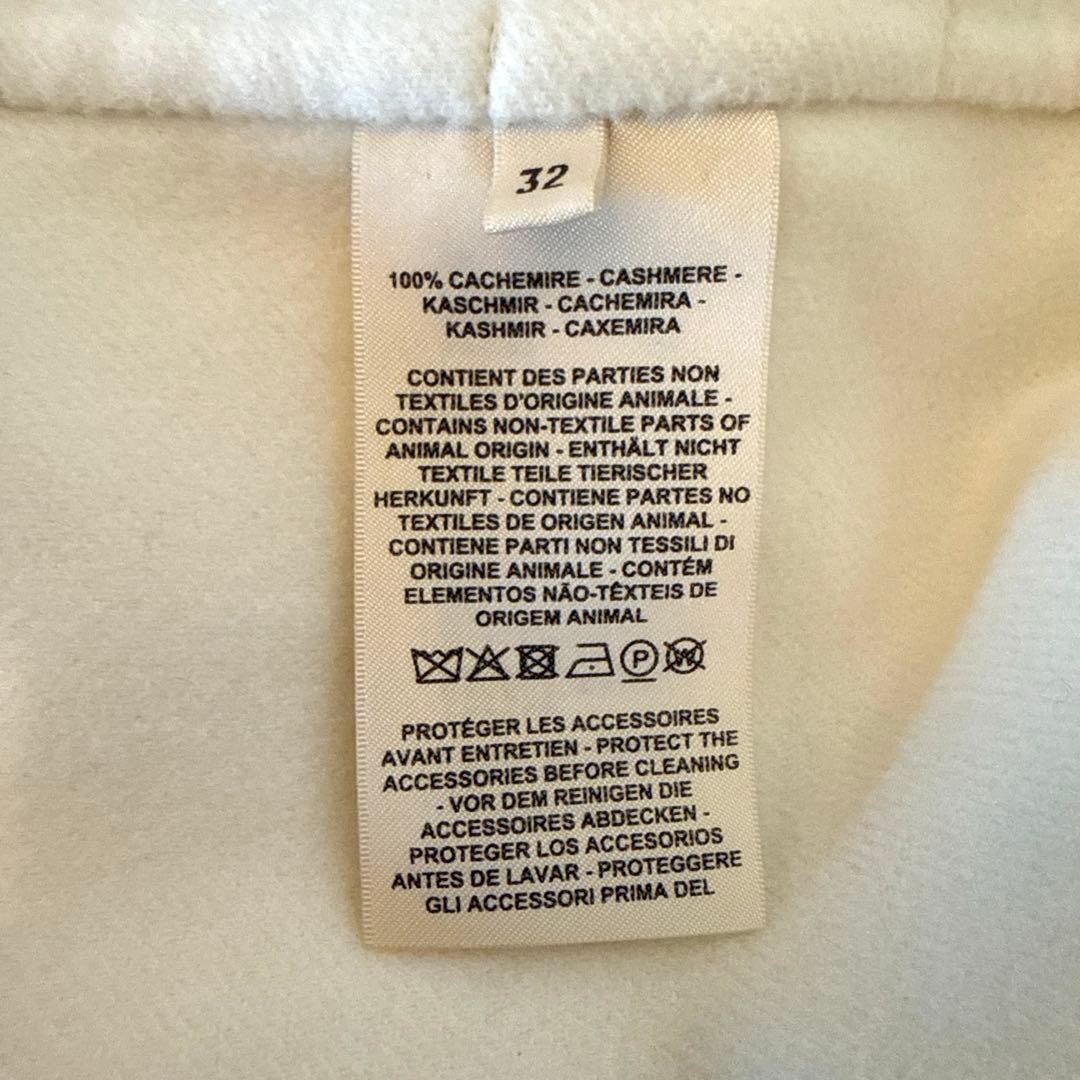 32
100% CACHEMIRE - CASHMERE -
KASCHMIR - CACHEMIRA -
KASHMIR - CAXEMIRA
CONTIENT DES PARTIES NON
TEXTILES D'ORIGINE ANIMALE -
CONTAINS NON-TEXTILE PARTS OF
ANIMAL ORIGIN - ENTHÄLT NICHT
TEXTILE TEILE TIERISCHER
HERKUNFT - CONTIENE PARTES NO
TEXTILES DE ORIGEN ANIMAL -
CONTIENE PARTI NON TESSILI DI
ORIGINE ANIMALE - CONTÉM
ELEMENTOS NÃO-TÊXTEIS DE
ORIGEM ANIMAL
P W
PROTÉGER LES ACCESSOIRES
AVANT ENTRETIEN - PROTECT THE
ACCESSORIES BEFORE CLEANING
- VOR DEM REINIGEN DIE
ACCESSOIRES ABDECKEN -
PROTEGER LOS ACCESORIOS
ANTES DE LAVAR - PROTEGGERE
GLI ACCESSORI PRIMA DEL